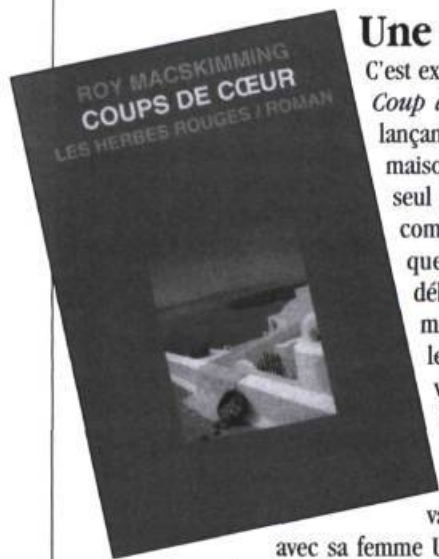 ROY MACSKIMMING
COUPS DE CŒUR
LES HERBES ROUGES / ROMAN
Une
C'est ex
Coup
lançan
maiso
seul
com
que
dé
m
le
v
va
avec sa femme